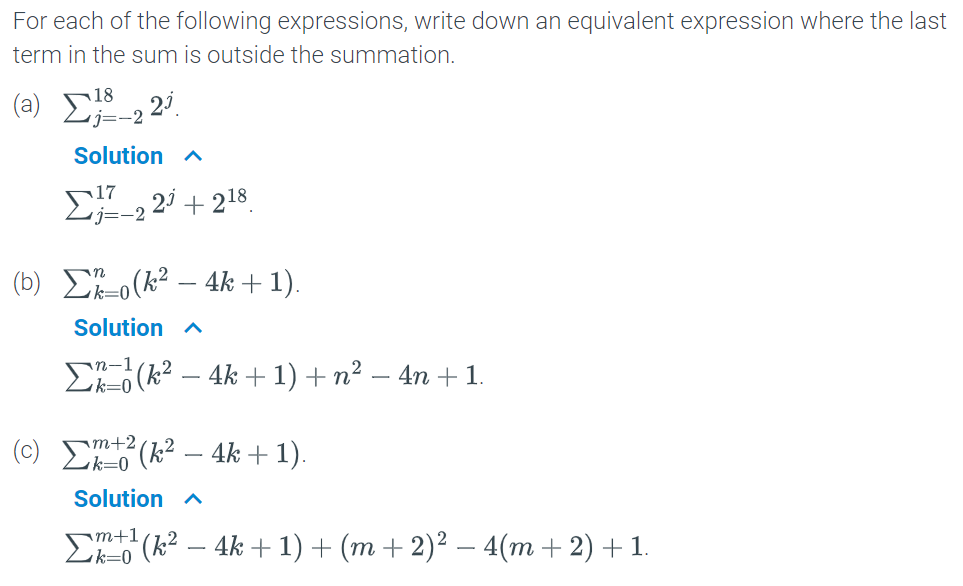 For each of the following expressions, write down an equivalent expression where the last
term in the sum is outside the summation.
(a) $\sum_{j=-2}^{18} 2^j$.
Solution
$\sum_{j=-2}^{17} 2^j + 2^{18}$.
(b) $\sum_{k=0}^{n} (k^2 - 4k + 1)$.
Solution
$\sum_{k=0}^{n-1} (k^2 - 4k + 1) + n^2 - 4n + 1$.
(c) $\sum_{k=0}^{m+2} (k^2 - 4k + 1)$.
Solution
$\sum_{k=0}^{m+1} (k^2 - 4k + 1) + (m + 2)^2 - 4(m + 2) + 1$.